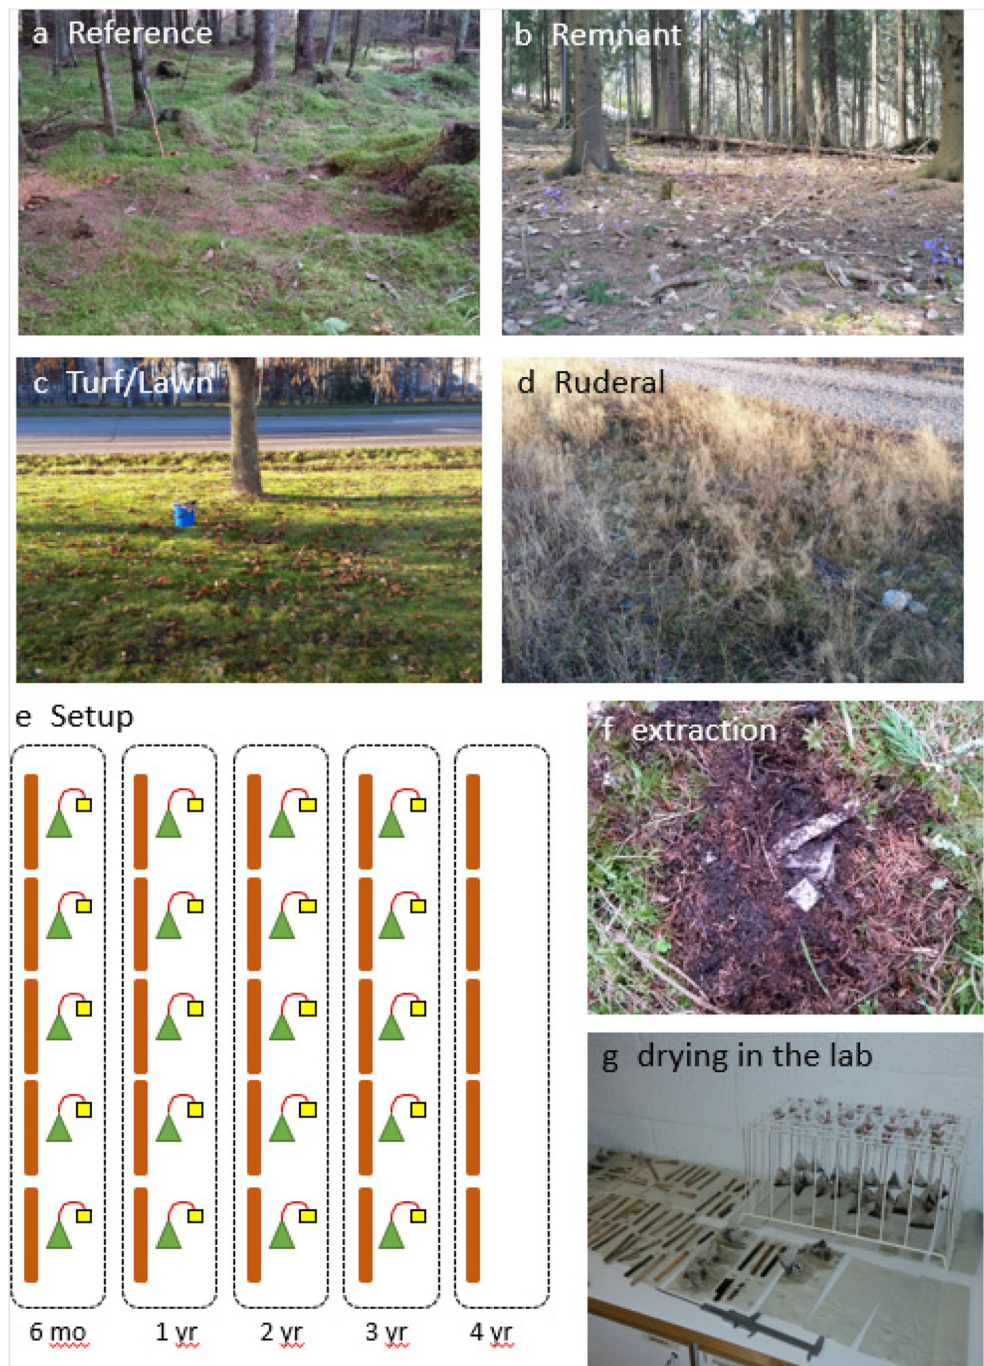 a Reference
b Remnant
c Turf/Lawn
d Ruderal
e Setup
f extraction
g drying in the lab
6 mo
1 yr
2 yr
3 yr
4 yr